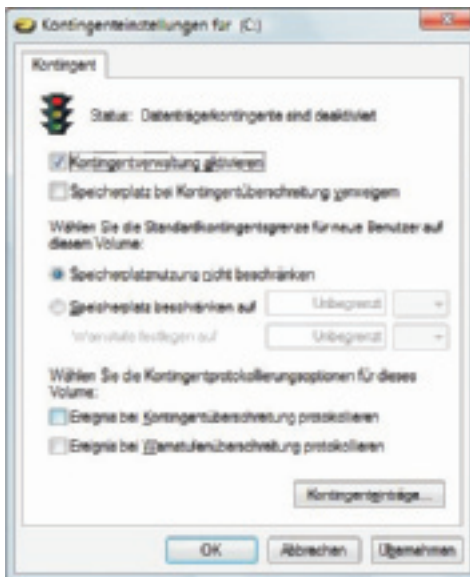 Kontingenteinstellungen für (C:)
Kontingent
Status: Datenträgerkontingente sind deaktiviert
Kontingentverwaltung aktivieren
Speicherplatz bei Kontingentüberschreitung verweigern
Wählen Sie die Standardkontingentsgrenze für neue Benutzer auf
diesem Volume:
Speicherplatznutzung nicht beschränken
Speicherplatz beschränken auf
Unbegrenzt
Warnstufe festlegen auf
Unbegrenzt
Wählen Sie die Kontingentprotokollierungsoptionen für dieses
Volume:
Ereignis bei Kontingentüberschreitung protokollieren
Ereignis bei Warnstufenüberschreitung protokollieren
Kontingenteinträge...
OK
Abbrechen
Übernehmen